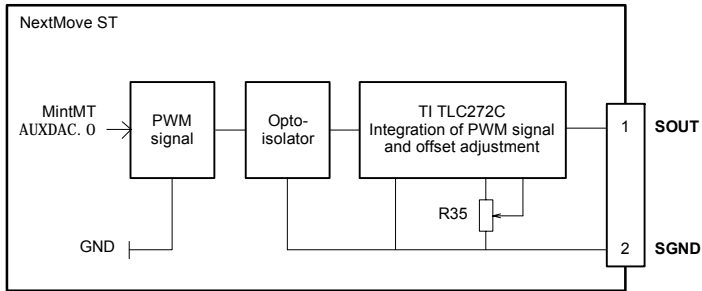 NextMove ST
MintMT
AUXDAC.0
PWM
signal
Opto-
isolator
TI TLC272C
Integration of PWM signal
and offset adjustment
1
SOUT
R35
GND
2
SGND